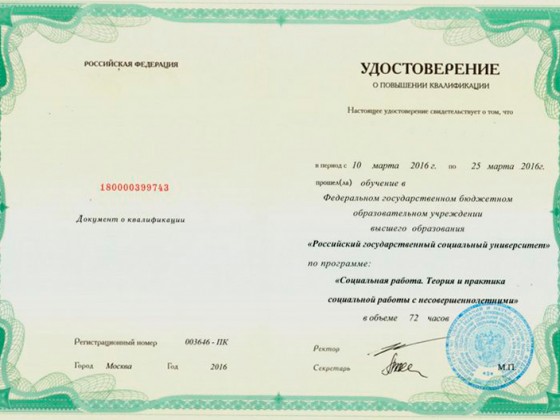 РОССИЙСКАЯ ФЕДЕРАЦИЯ
180000399743
Документ о квалификации
Регистрационный номер 003646 - ПК
Город Москва Год 2016
УДОСТОВЕРЕНИЕ
О ПОВЫШЕНИИ КВАЛИФИКАЦИИ
Настоящее удостоверение свидетельствует о том, что
в период с 10 марта 2016 г. по 25 марта 2016г.
прошел(ла) обучение в
Федеральном государственном бюджетном
образовательном учреждении
высшего образования
«Российский государственный социальный университет»
по программе:
«Социальная работа. Теория и практика
социальной работы с несовершеннолетними»
в объеме 72 часов
Ректор
Секретарь
М.П.